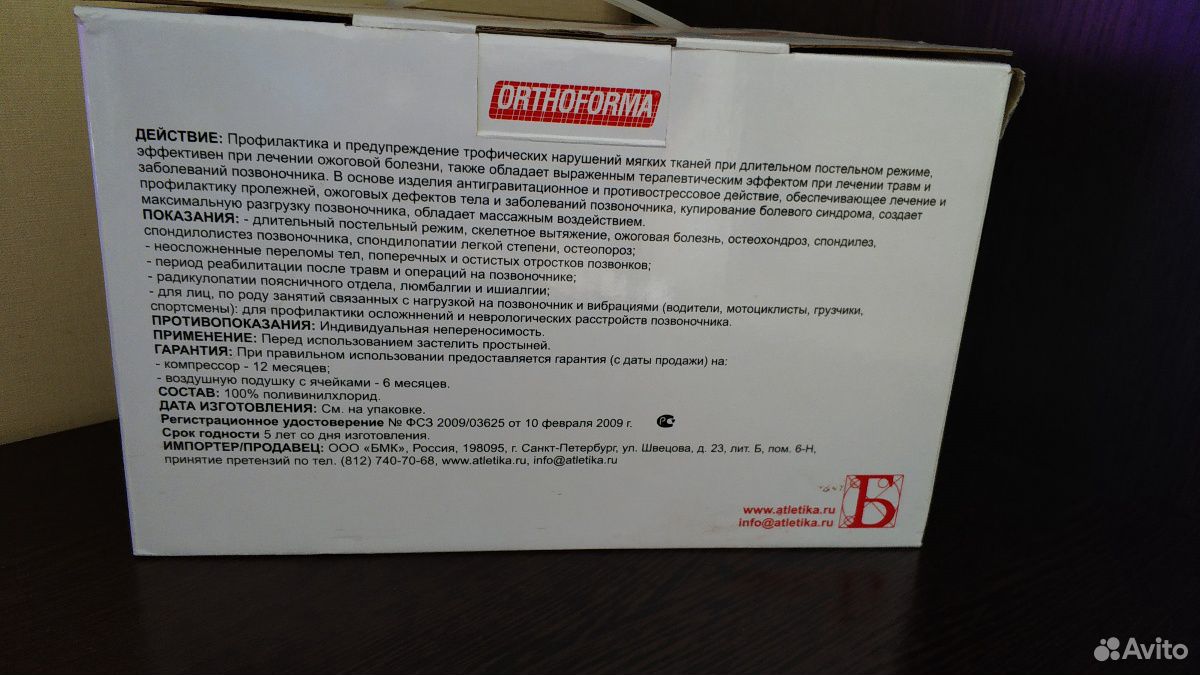 ORTHOFORMA
ДЕЙСТВИЕ: Профилактика и предупреждение трофических нарушений мягких тканей при длительном постельном режиме,
эффективен при лечении ожоговой болезни, также обладает выраженным терапевтическим эффектом при лечении травм и
заболеваний позвоночника. В основе изделия антигравитационное и противострессовое действие, обеспечивающее лечение и
профилактику пролежней, ожоговых дефектов тела и заболеваний позвоночника, купирование болевого синдрома, создает
максимальную разгрузку позвоночника, обладает массажным воздействием.
ПОКАЗАНИЯ: - длительный постельный режим, скелетное вытяжение, ожоговая болезнь, остеохондроз, спондилез,
спондилолистез позвоночника, спондилопатии легкой степени, остеопороз;
- неосложненные переломы тел, поперечных и остистых отростков позвонков;
- период реабилитации после травм и операций на позвоночнике;
- радикулопатии поясничного отдела, люмбалгии и ишиалгии;
- для лиц, по роду занятий связанных с нагрузкой на позвоночник и вибрациями (водители, мотоциклисты, грузчики,
спортсмены): для профилактики осложннений и неврологических расстройств позвоночника.
ПРОТИВОПОКАЗАНИЯ: Индивидуальная непереносимость.
ПРИМЕНЕНИЕ: Перед использованием застелить простыней.
ГАРАНТИЯ: При правильном использовании предоставляется гарантия (с даты продажи) на:
- компрессор - 12 месяцев;
- воздушную подушку с ячейками - 6 месяцев.
СОСТАВ: 100% поливинилхлорид.
ДАТА ИЗГОТОВЛЕНИЯ: См. на упаковке.
Регистрационное удостоверение № ФСЗ 2009/03625 от 10 февраля 2009 г.
Срок годности 5 лет со дня изготовления.
ИМПОРТЕР/ПРОДАВЕЦ: ООО «БМК», Россия, 198095, г. Санкт-Петербург, ул. Швецова, д. 23, лит. Б, пом. 6-Н,
принятие претензий по тел. (812) 740-70-68, www.atletika.ru, info@atletika.ru
www.atletika.ru
info@atletika.ru
Б
Avito